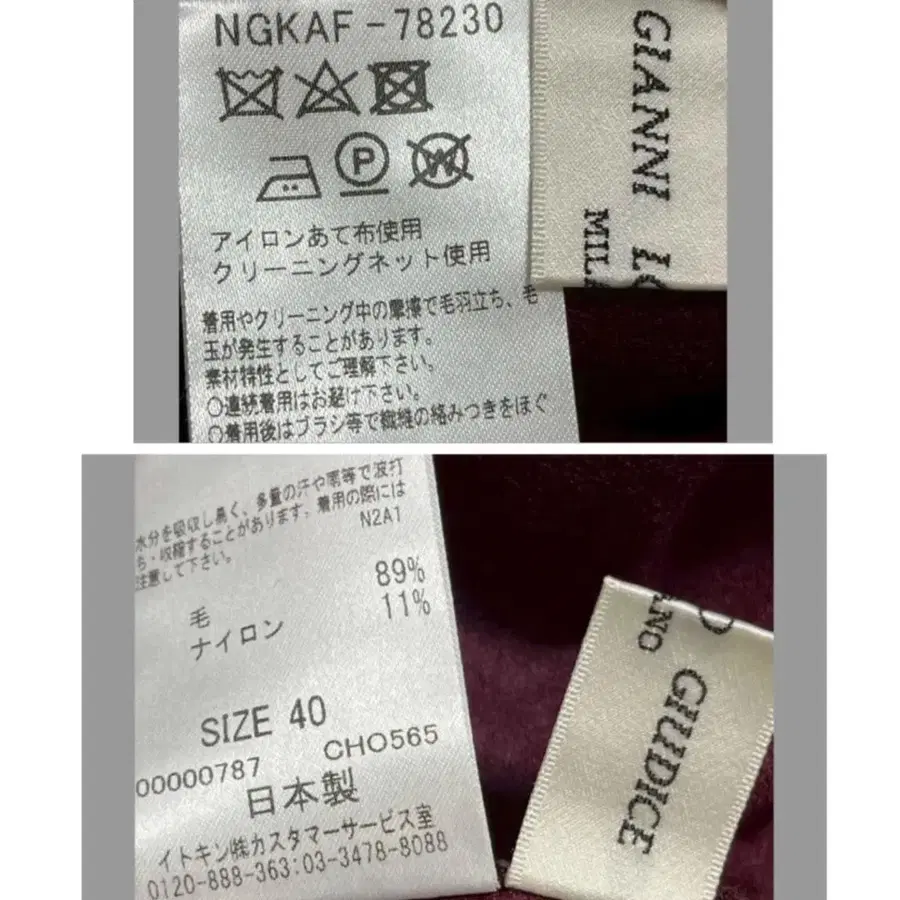 NGKAF-78230
P
W
アイロンあて布使用
クリーニングネット使用
着用やクリーニング中の摩擦で毛羽立ち、毛
玉が発生することがあります。
素材特性としてご理解下さい。
○連続着用はお避け下さい。
○着用後はブラシ等で繊維の絡みつきをほぐ
GIANNI LO
MILA
水分を吸収し易く、多量の汗や雨等で波打
ち・収縮することがあります。着用の際には
注意して下さい。
N2A1
毛 89%
ナイロン 11%
SIZE 40
00000787 CHO565
日本製
イトキン㈱カスタマーサービス室
0120-888-363:03-3478-8088
O GIUDICE
ANO